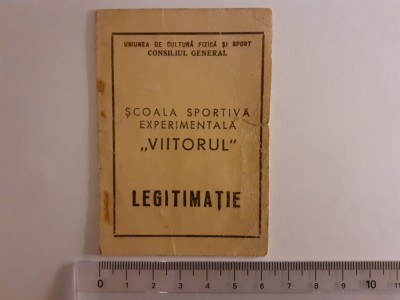 UNIUNEA DE CULTURĂ FIZICĂ ȘI SPORT
CONSILIUL GENERAL
ȘCOALA SPORTIVĂ
EXPERIMENTALĂ
„VIITORUL"
LEGITIMAȚIE
0 1 2 3 4 5 6 7 8 9 10 11